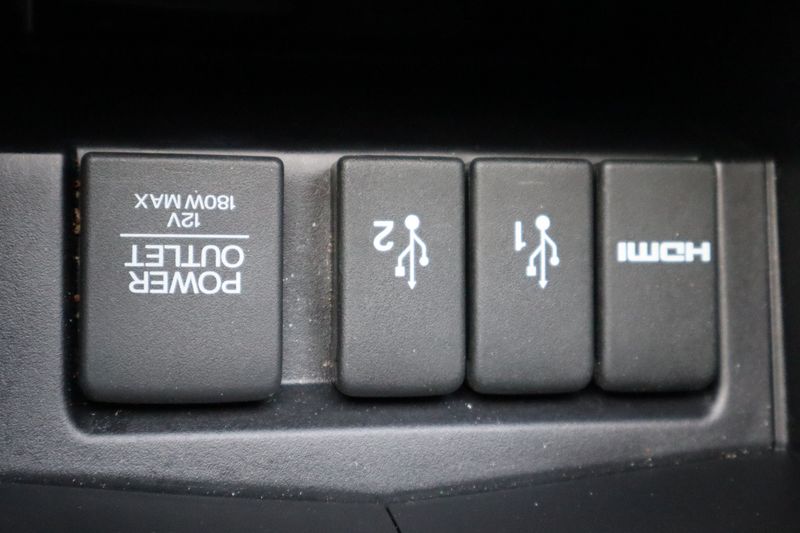 HDMI
1
2
POWER
OUTLET
12V
180W MAX